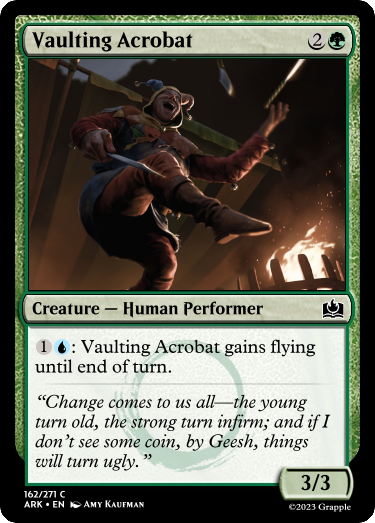 Vaulting Acrobat 2
Creature — Human Performer
1 : Vaulting Acrobat gains flying
until end of turn.
“Change comes to us all—the young
turn old, the strong turn infirm; and if I
don’t see some coin, by Geesh, things
will turn ugly.”
3/3
162/271 C
ARK • EN Amy Kaufman
©2023 Grapple